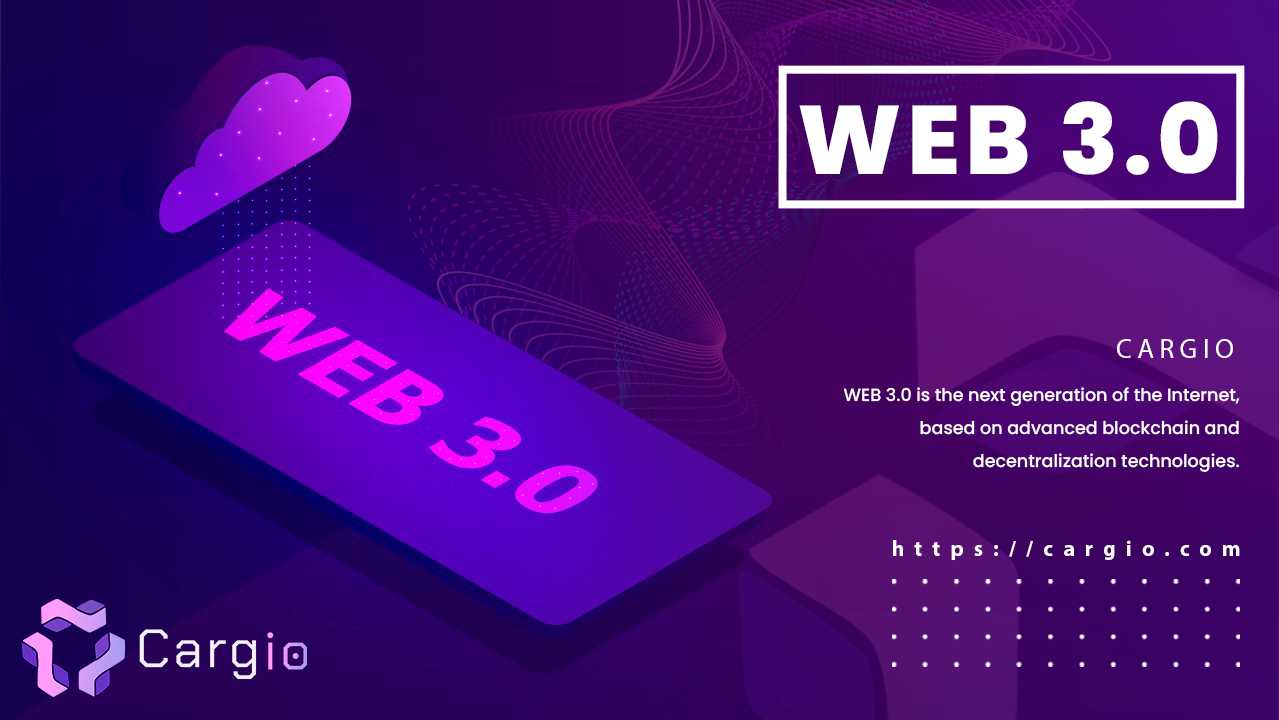 WEB 3.0
WEB 3.0
CARGIO
WEB 3.0 is the next generation of the Internet,
based on advanced blockchain and
decentralization technologies.
https://cargio.com
Cargio